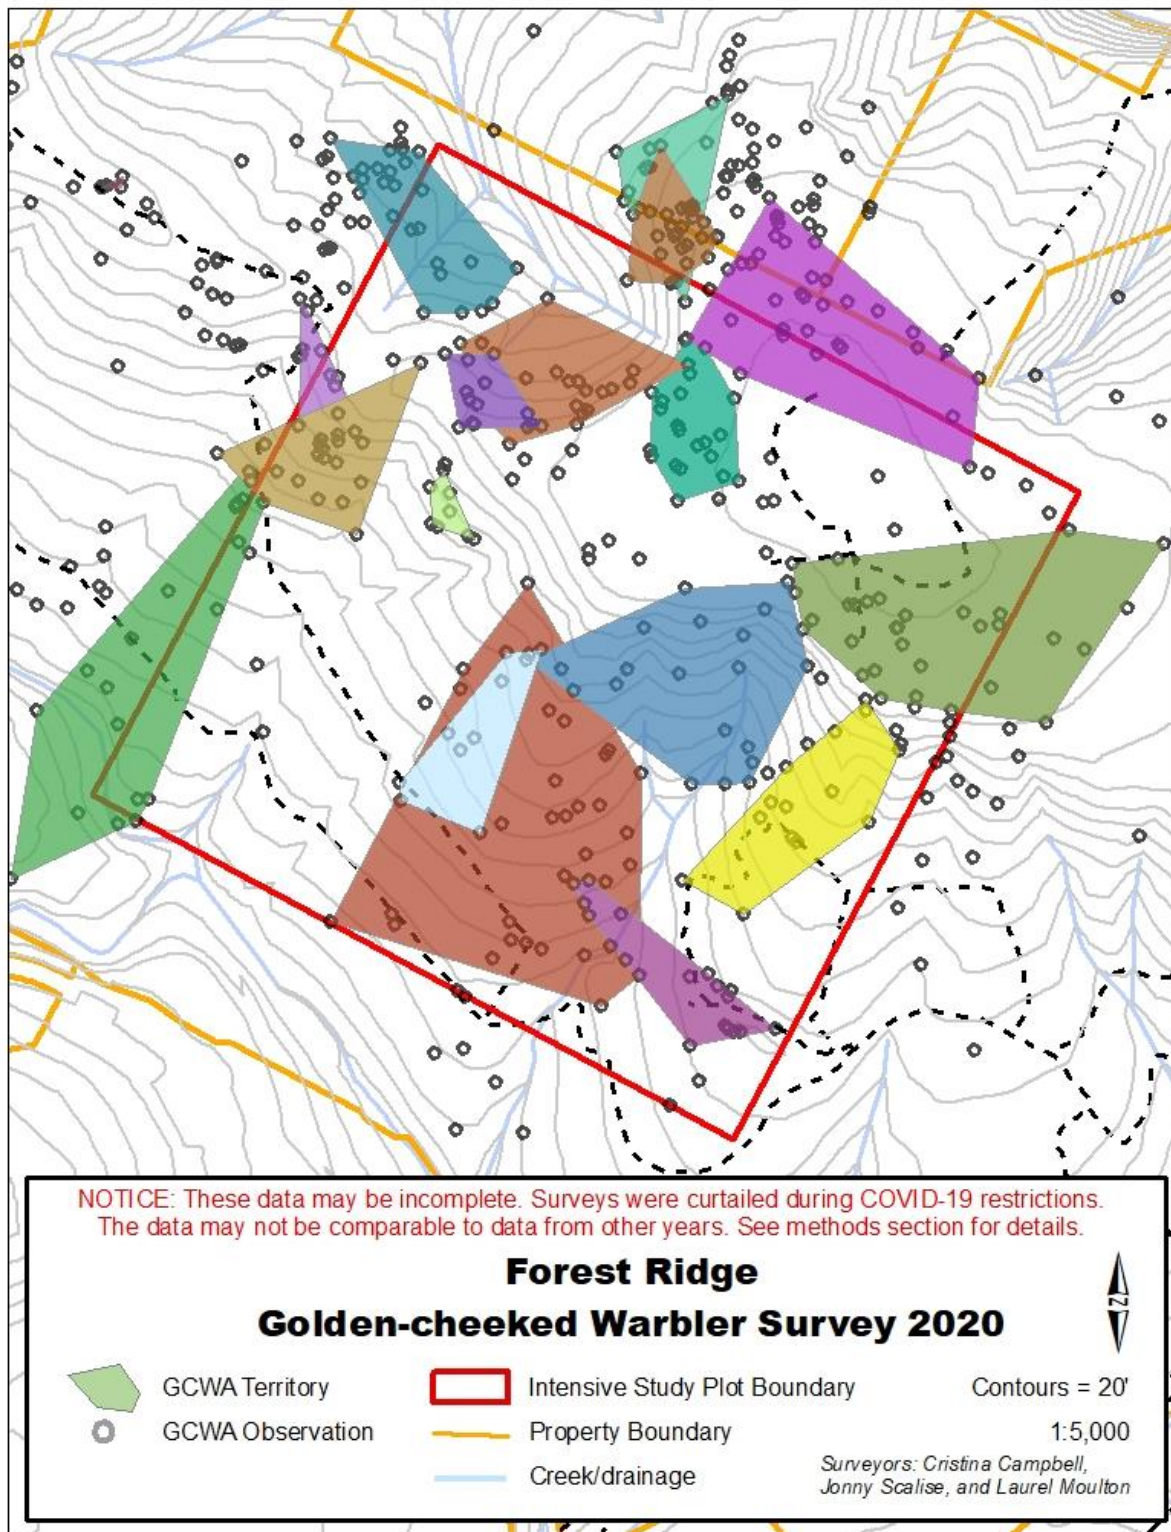 NOTICE: These data may be incomplete. Surveys were curtailed during COVID-19 restrictions.
The data may not be comparable to data from other years. See methods section for details.
Forest Ridge
Golden-cheeked Warbler Survey 2020
N
GCWA Territory
Intensive Study Plot Boundary
Contours = 20'
GCWA Observation
Property Boundary
1:5,000
Creek/drainage
Surveyors: Cristina Campbell,
Jonny Scalise, and Laurel Moulton